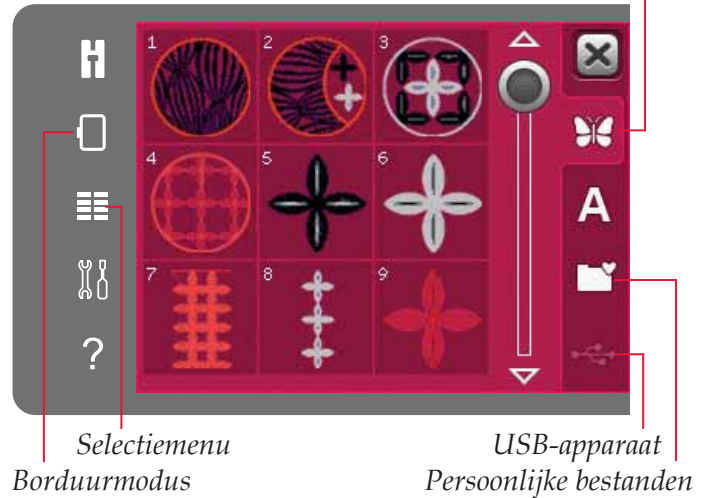 1 2 3
4 5 6
A
7 8 9
?
Selectiemenu USB-apparaat
Borduurmodus Persoonlijke bestanden